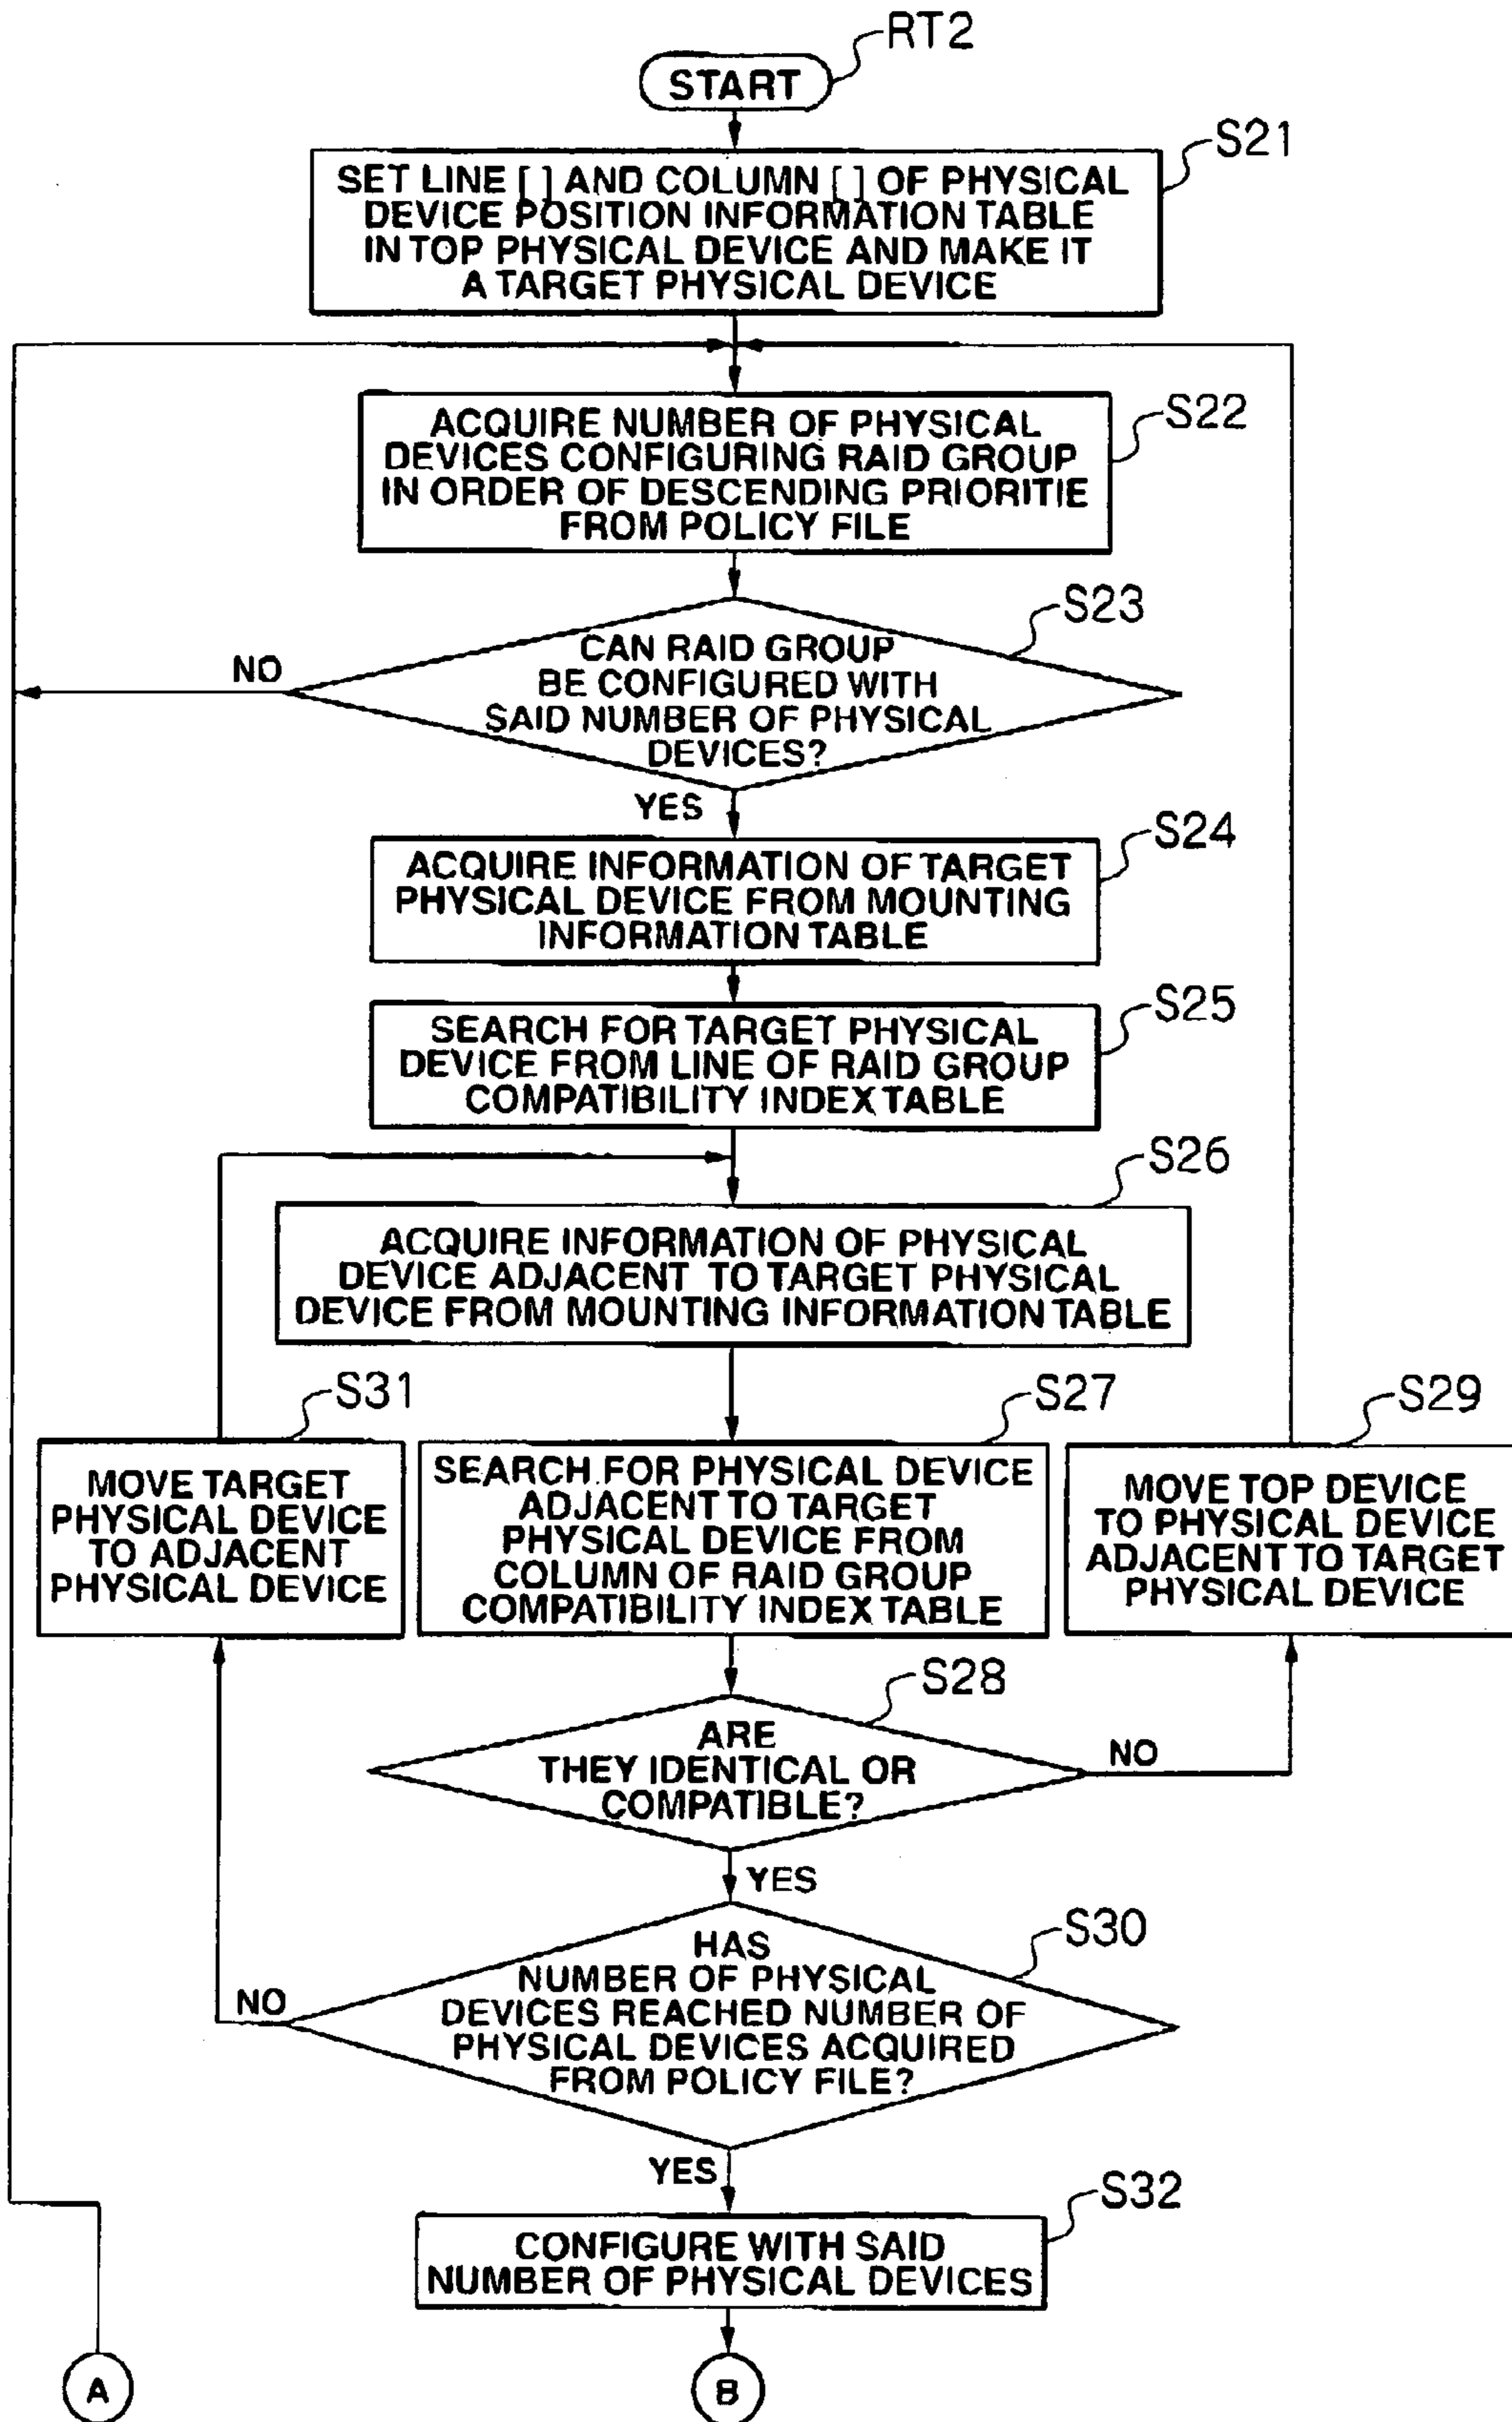 RT2
START
S21
SET LINE [ ] AND COLUMN [ ] OF PHYSICAL
DEVICE POSITION INFORMATION TABLE
IN TOP PHYSICAL DEVICE AND MAKE IT
A TARGET PHYSICAL DEVICE
S22
ACQUIRE NUMBER OF PHYSICAL
DEVICES CONFIGURING RAID GROUP
IN ORDER OF DESCENDING PRIORITIE
FROM POLICY FILE
S23
CAN RAID GROUP
BE CONFIGURED WITH
SAID NUMBER OF PHYSICAL
DEVICES?
NO
YES
S24
ACQUIRE INFORMATION OF TARGET
PHYSICAL DEVICE FROM MOUNTING
INFORMATION TABLE
S25
SEARCH FOR TARGET PHYSICAL
DEVICE FROM LINE OF RAID GROUP
COMPATIBILITY INDEX TABLE
S26
ACQUIRE INFORMATION OF PHYSICAL
DEVICE ADJACENT TO TARGET PHYSICAL
DEVICE FROM MOUNTING INFORMATION TABLE
S31
MOVE TARGET
PHYSICAL DEVICE
TO ADJACENT
PHYSICAL DEVICE
S27
SEARCH FOR PHYSICAL DEVICE
ADJACENT TO TARGET
PHYSICAL DEVICE FROM
COLUMN OF RAID GROUP
COMPATIBILITY INDEX TABLE
S29
MOVE TOP DEVICE
TO PHYSICAL DEVICE
ADJACENT TO TARGET
PHYSICAL DEVICE
S28
ARE
THEY IDENTICAL OR
COMPATIBLE?
NO
YES
S30
HAS
NUMBER OF PHYSICAL
DEVICES REACHED NUMBER OF
PHYSICAL DEVICES ACQUIRED
FROM POLICY FILE?
NO
YES
S32
CONFIGURE WITH SAID
NUMBER OF PHYSICAL DEVICES
A
B